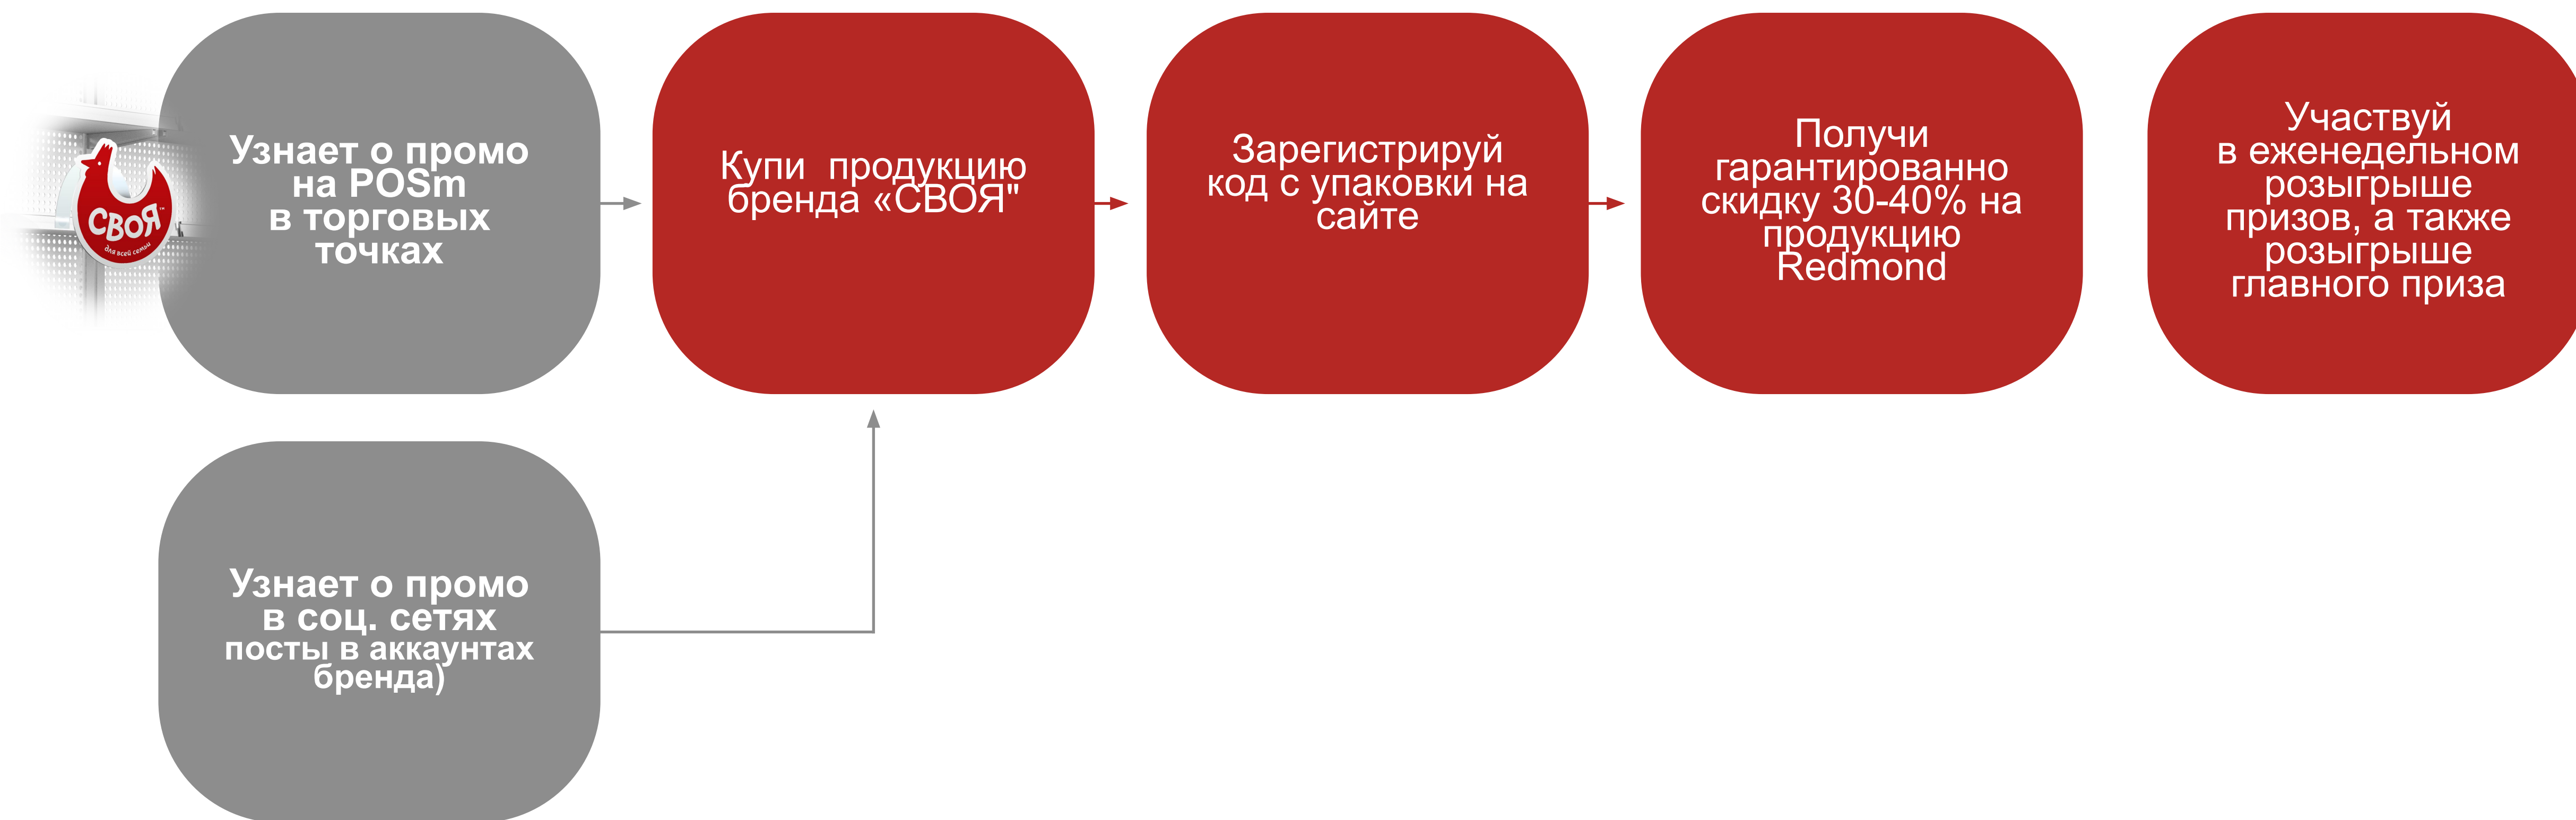 Узнает о промо
на POSm
в торговых
точках
СВОЯ™
для всей семьи
Купи  продукцию
бренда «СВОЯ"
Зарегистрируй
код с упаковки на
сайте
Получи
гарантированно
скидку 30-40% на
продукцию
Redmond
Участвуй
в еженедельном
розыгрыше
призов, а также
розыгрыше
главного приза
Узнает о промо
в соц. сетях
посты в аккаунтах
бренда)